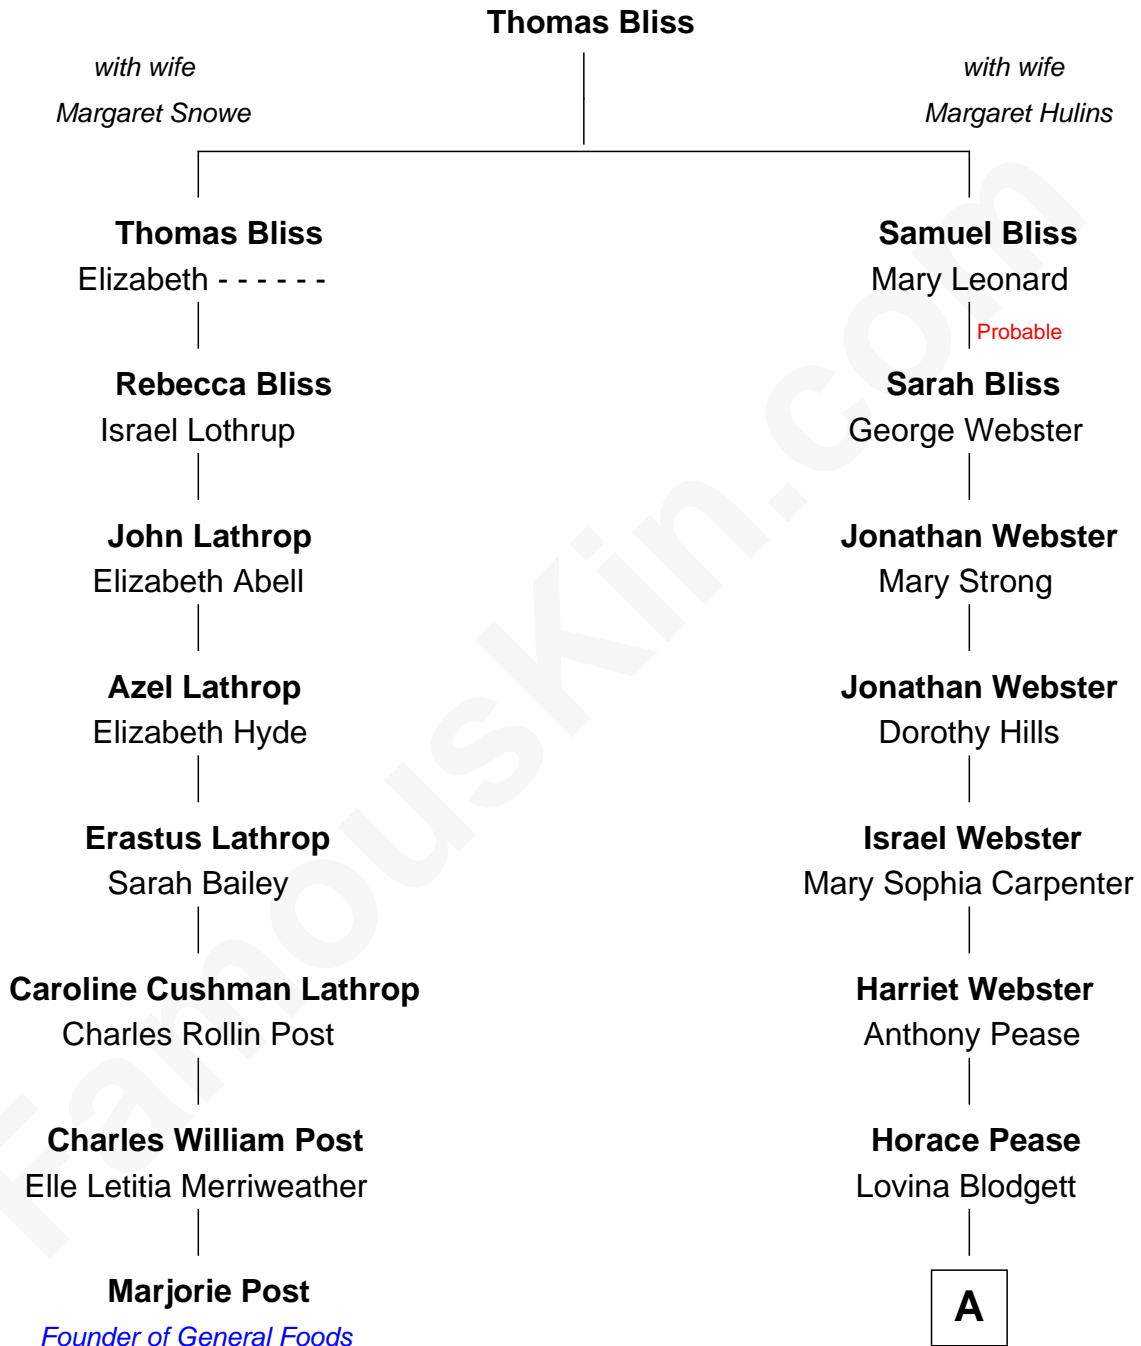 Thomas Bliss
with wife
Margaret Snowe
with wife
Margaret Hulins
Thomas Bliss
Elizabeth - - - - - -
Samuel Bliss
Mary Leonard
Probable
Rebecca Bliss
Israel Lothrup
Sarah Bliss
George Webster
John Lathrop
Elizabeth Abell
Jonathan Webster
Mary Strong
Azel Lathrop
Elizabeth Hyde
Jonathan Webster
Dorothy Hills
Erastus Lathrop
Sarah Bailey
Israel Webster
Mary Sophia Carpenter
Caroline Cushman Lathrop
Charles Rollin Post
Harriet Webster
Anthony Pease
Charles William Post
Elle Letitia Merriweather
Horace Pease
Lovina Blodgett
Marjorie Post
Founder of General Foods
A
FamousKin.com